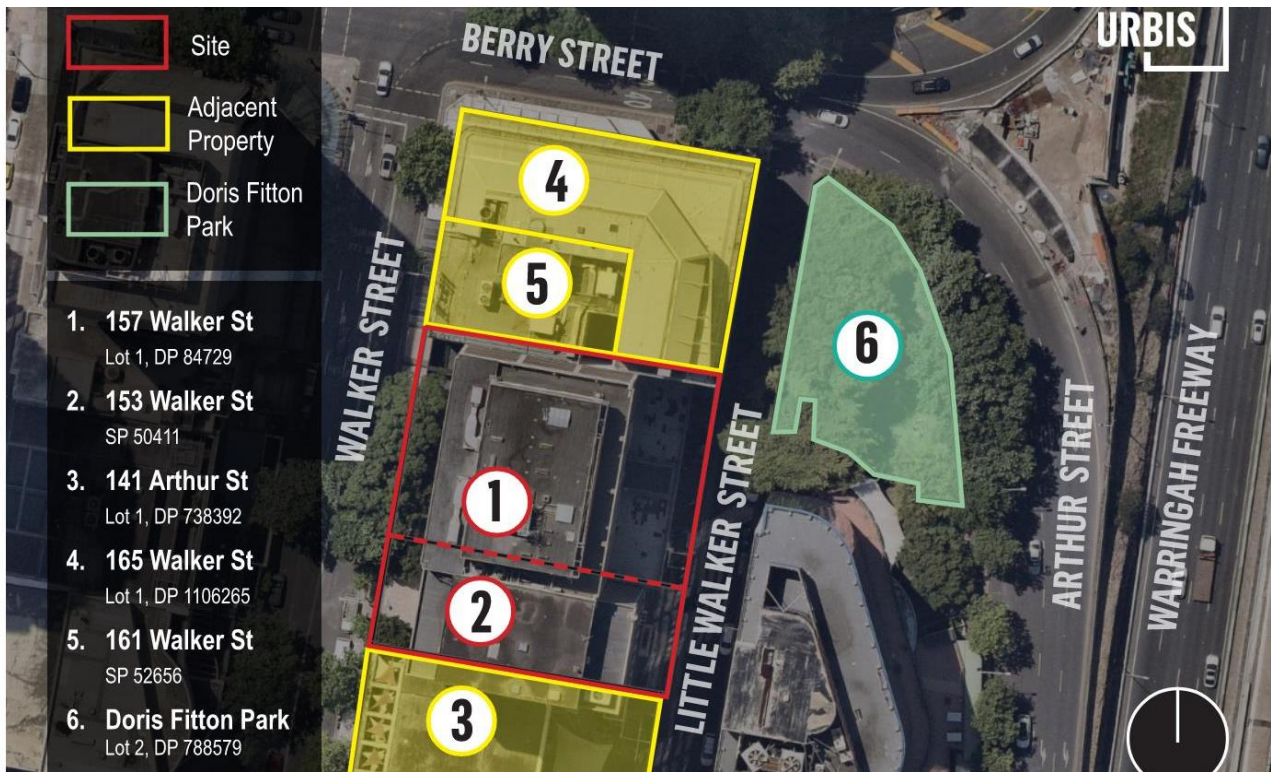 Site
Adjacent
Property
Doris Fitton
Park
1. 157 Walker St
Lot 1, DP 84729
2. 153 Walker St
SP 50411
3. 141 Arthur St
Lot 1, DP 738392
4. 165 Walker St
Lot 1, DP 1106265
5. 161 Walker St
SP 52656
6. Doris Fitton Park
Lot 2, DP 788579
BERRY STREET
URBIS
4
5
6
WALKER STREET
1
2
3
LITTLE WALKER STREET
ARTHUR STREET
WARRINGAH FREEWAY